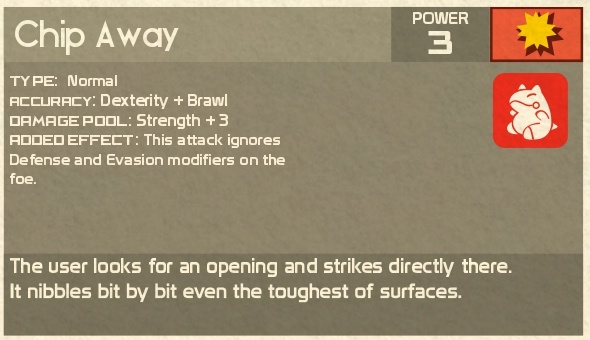 Chip Away
POWER
3
TYPE: Normal
ACCURACY: Dexterity + Brawl
DAMAGE POOL: Strength + 3
ADDED EFFECT: This attack ignores
Defense and Evasion modifiers on the
foe.
The user looks for an opening and strikes directly there.
It nibbles bit by bit even the toughest of surfaces.